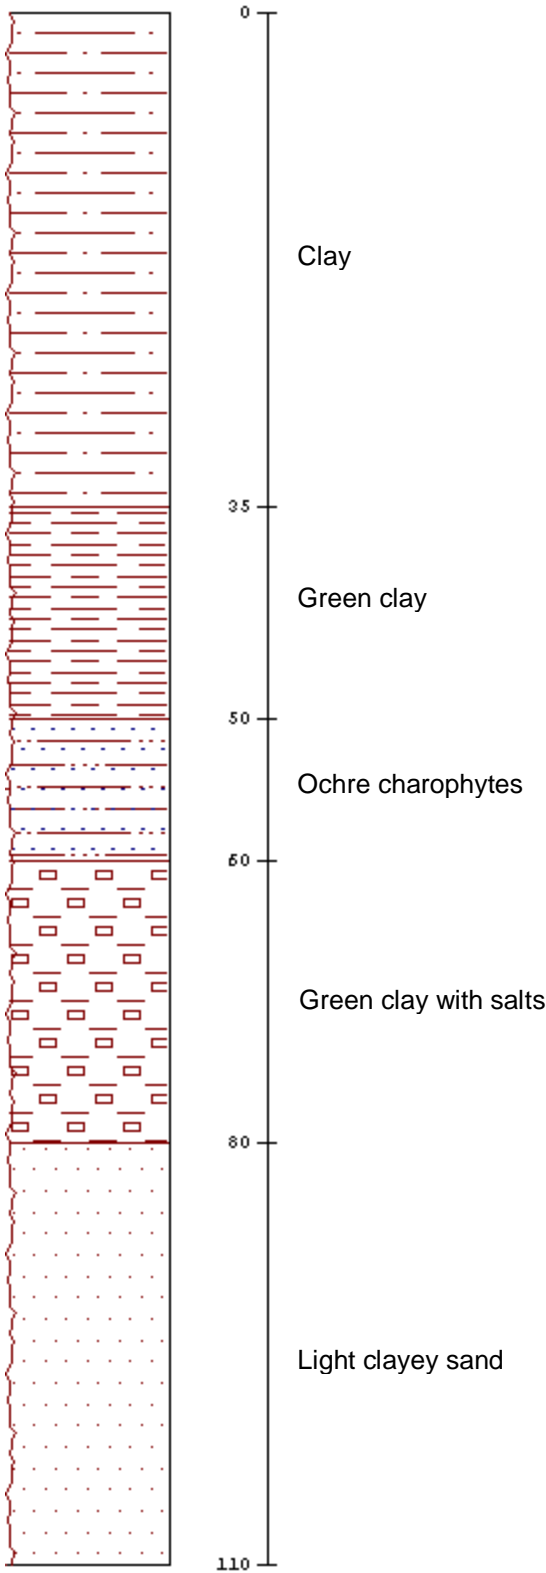 0
Clay
35
Green clay
50
Ochre charophytes
60
Green clay with salts
80
Light clayey sand
110